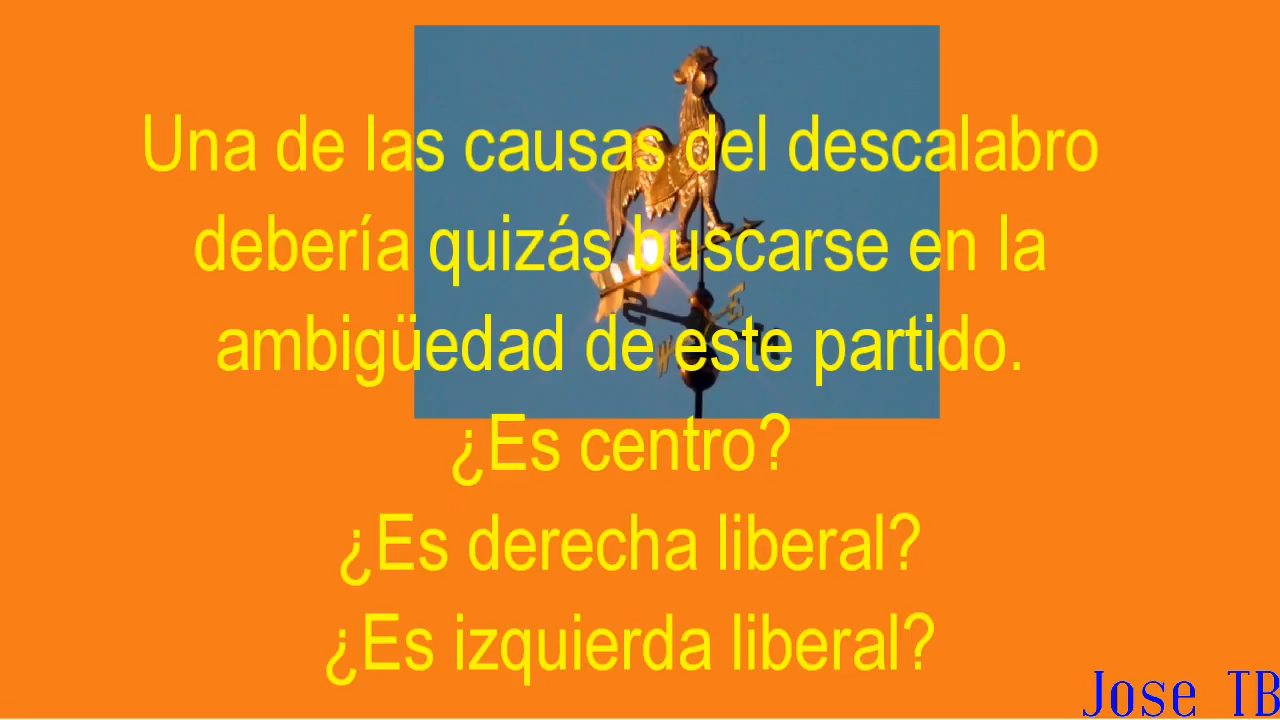 Una de las causas del descalabro
debería quizás buscarse en la
ambigüedad de este partido.
¿Es centro?
¿Es derecha liberal?
¿Es izquierda liberal?
Jose TB